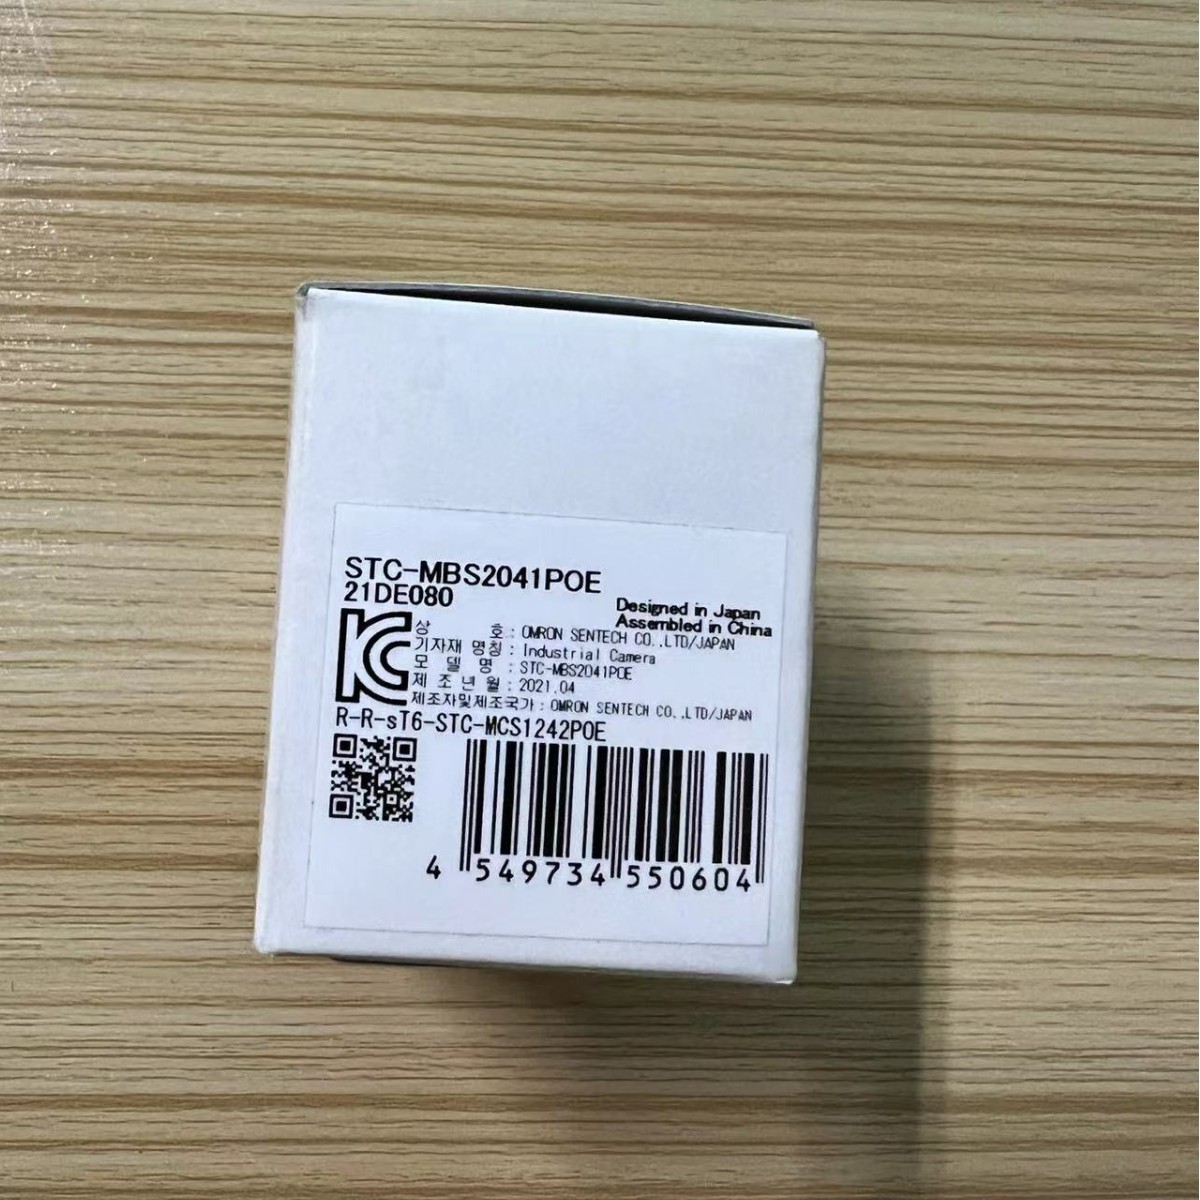 STC-MBS2041POE
21DE080
Designed in Japan
Assembled in China
상 호 : OMRON SENTECH CO.,LTD/JAPAN
기자재 명칭 : Industrial Camera
모 델 명 : STC-MBS2041POE
제 조 년 월 : 2021.04
제조자및제조국가 : OMRON SENTECH CO.,LTD/JAPAN
R-R-sT6-STC-MCS1242POE
4 549734 550604